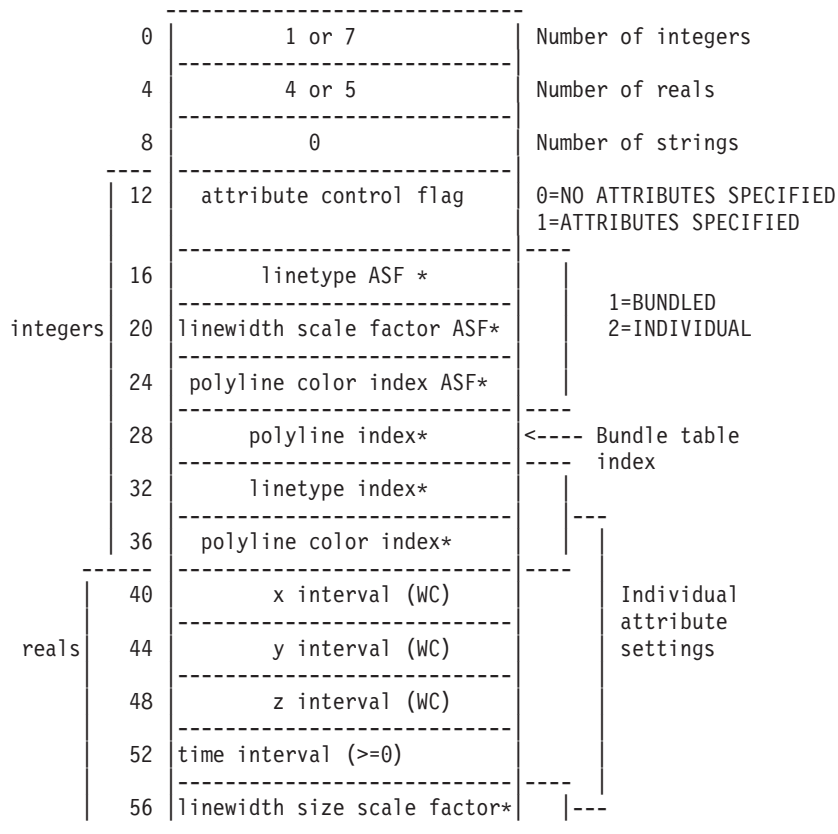 0 1 or 7 Number of integers
4 4 or 5 Number of reals
8 0 Number of strings
12 attribute control flag 0=NO ATTRIBUTES SPECIFIED
1=ATTRIBUTES SPECIFIED
16 linetype ASF *
1=BUNDLED
integers 20 linewidth scale factor ASF* 2=INDIVIDUAL
24 polyline color index ASF*
28 polyline index* <---- Bundle table
index
32 linetype index*
36 polyline color index*
40 x interval (WC) Individual
attribute
reals 44 y interval (WC) settings
48 z interval (WC)
52 time interval (>=0)
56 linewidth size scale factor*